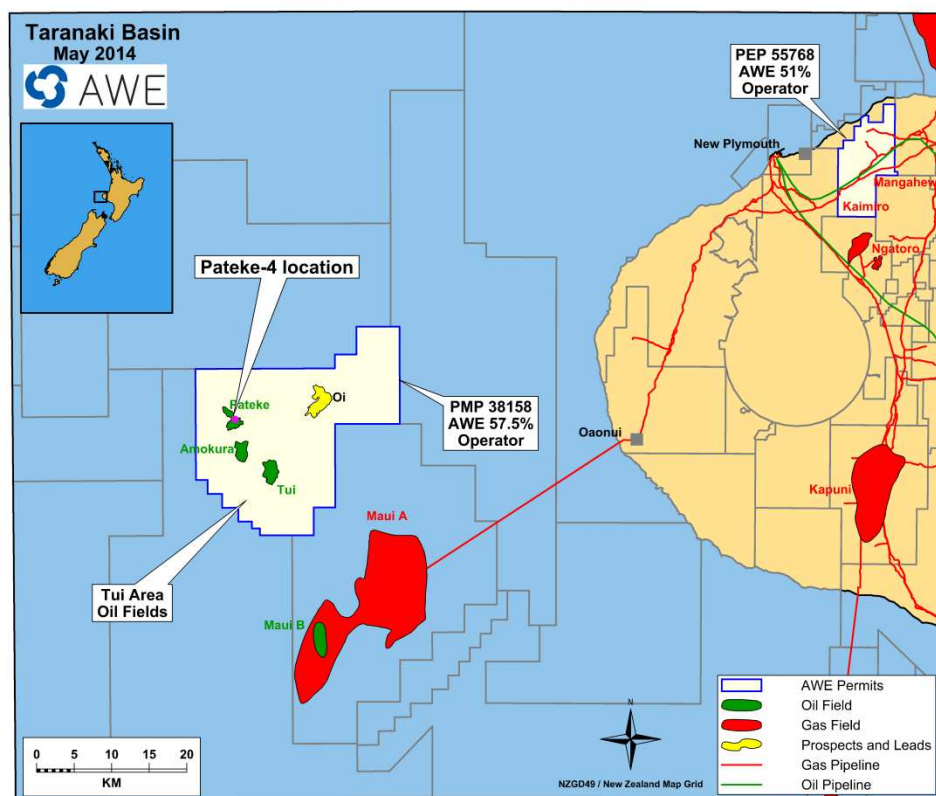 Taranaki Basin
May 2014
AWE
PEP 55768
AWE 51%
Operator
New Plymouth
Mangahew
Kaimiro
Ngatoro
Pateke-4 location
Pateke
Oi
Amokura
Tui
PMP 38158
AWE 57.5%
Operator
Oaonui
Kapuni
Maui A
Tui Area
Oil Fields
Maui B
AWE Permits
Oil Field
Gas Field
Prospects and Leads
Gas Pipeline
Oil Pipeline
0 5 10 15 20
KM
N
NZGD49 / New Zealand Map Grid